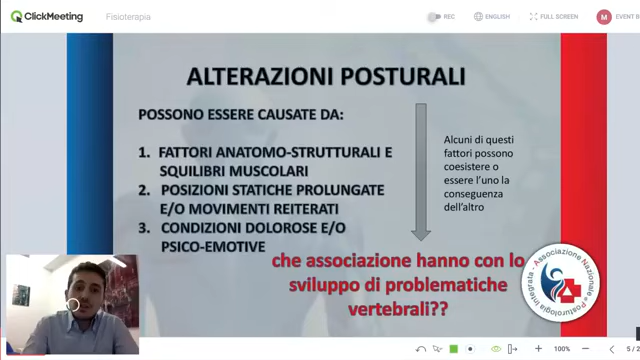 ClickMeeting
Fisioterapia
REC
ENGLISH
FULL SCREEN
M
EVENT
ALTERAZIONI POSTURALI
POSSONO ESSERE CAUSATE DA:
1. FATTORI ANATOMO-STRUTTURALI E
SQUILIBRI MUSCOLARI
2. POSIZIONI STATICHE PROLUNGATE
E/O MOVIMENTI REITERATI
3. CONDIZIONI DOLOROSE E/O
PSICO-EMOTIVE
Alcuni di questi
fattori possono
coesistere o
essere l'uno la
conseguenza
dell'altro
che associazione hanno con lo
sviluppo di problematiche
vertebrali??
Associazione Nazionale
Posturologia Integrata
100%
5 / 2